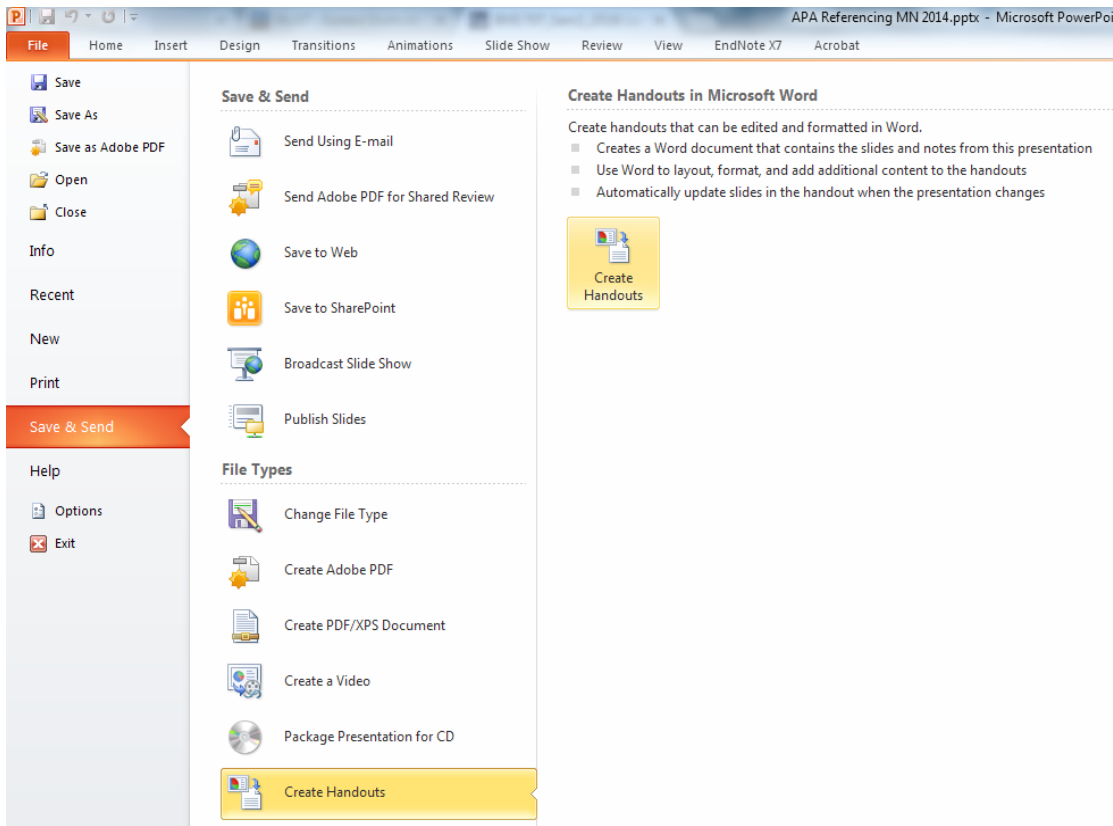 APA Referencing MN 2014.pptx - Microsoft PowerPoi
File Home Insert Design Transitions Animations Slide Show Review View EndNote X7 Acrobat
Save
Save As
Save as Adobe PDF
Open
Close
Info
Recent
New
Print
Save & Send
Help
Options
Exit
Save & Send
Send Using E-mail
Send Adobe PDF for Shared Review
Save to Web
Save to SharePoint
Broadcast Slide Show
Publish Slides
File Types
Change File Type
Create Adobe PDF
Create PDF/XPS Document
Create a Video
Package Presentation for CD
Create Handouts
Create Handouts in Microsoft Word
Create handouts that can be edited and formatted in Word.
Creates a Word document that contains the slides and notes from this presentation
Use Word to layout, format, and add additional content to the handouts
Automatically update slides in the handout when the presentation changes
Create
Handouts